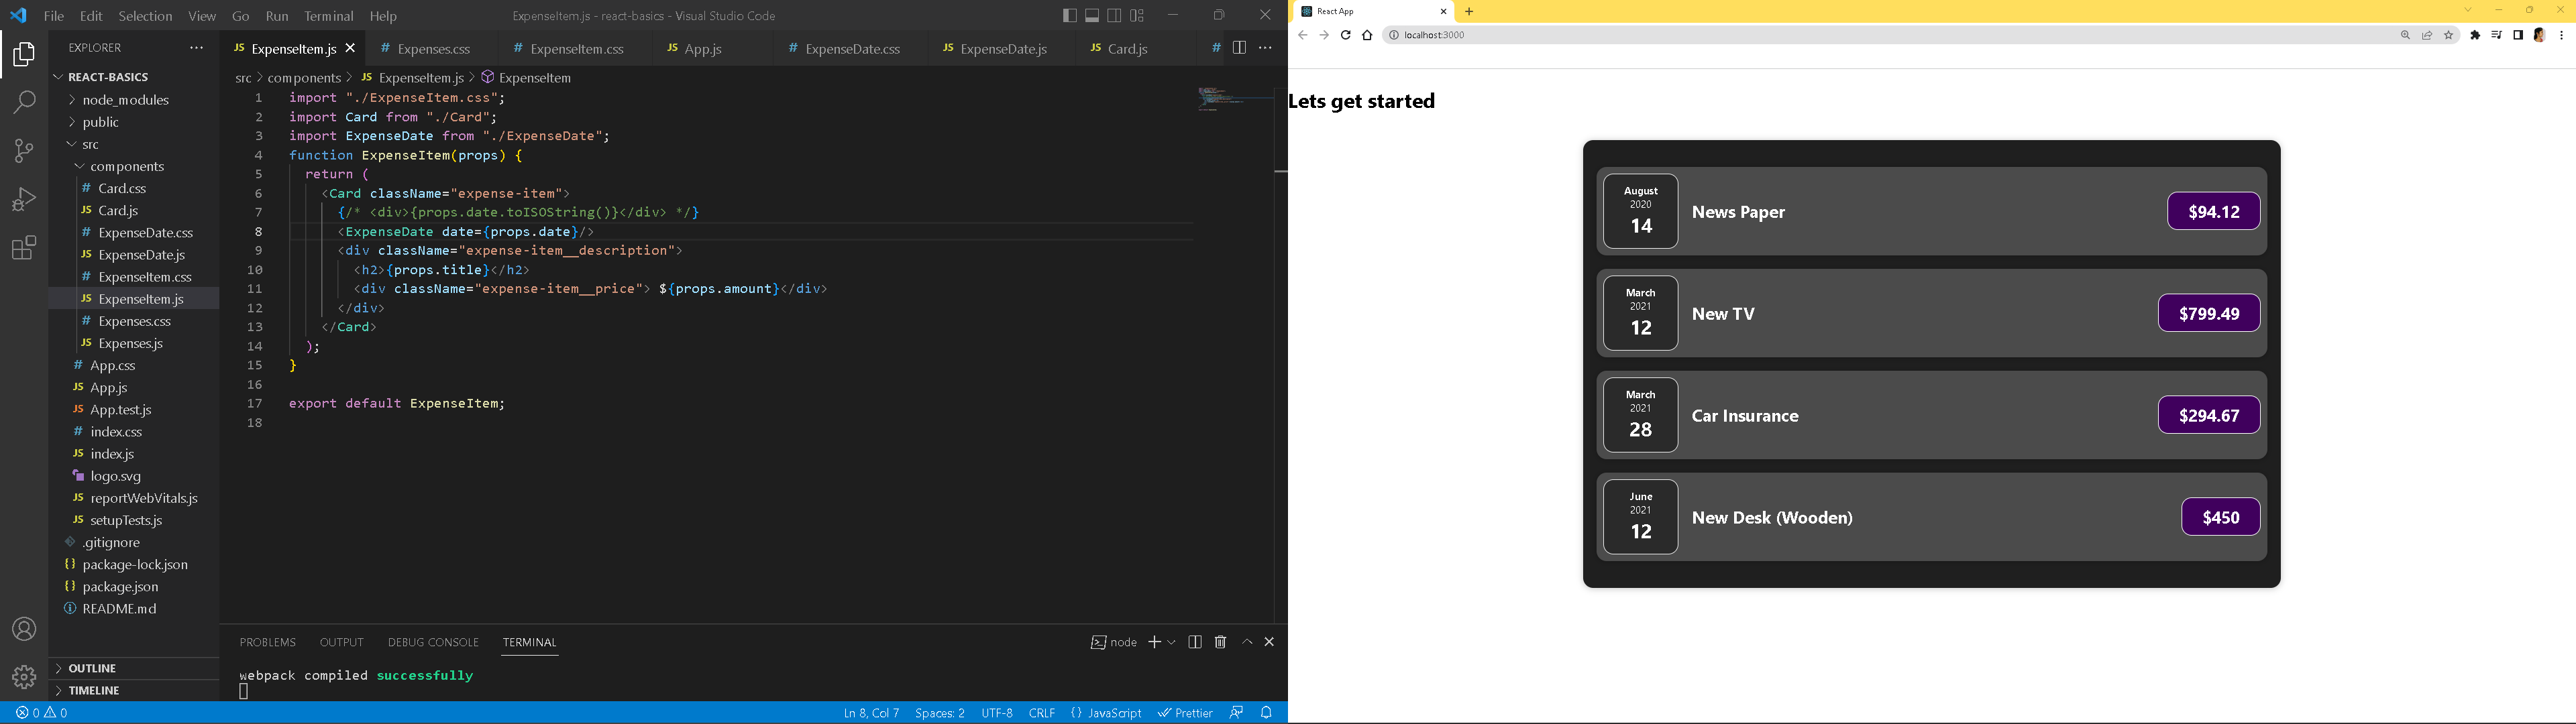 File Edit Selection View Go Run Terminal Help
ExpenseItem.js - react-basics - Visual Studio Code
EXPLORER
REACT-BASICS
node_modules
public
src
components
# Card.css
JS Card.js
# ExpenseDate.css
JS ExpenseDate.js
# ExpenseItem.css
JS ExpenseItem.js
# Expenses.css
JS Expenses.js
# App.css
JS App.js
JS App.test.js
# index.css
JS index.js
logo.svg
JS reportWebVitals.js
JS setupTests.js
.gitignore
{} package-lock.json
{} package.json
README.md
OUTLINE
TIMELINE
JS ExpenseItem.js # Expenses.css # ExpenseItem.css JS App.js # ExpenseDate.css JS ExpenseDate.js JS Card.js #
src > components > JS ExpenseItem.js > ExpenseItem
1 import "./ExpenseItem.css";
2 import Card from "./Card";
3 import ExpenseDate from "./ExpenseDate";
4 function ExpenseItem(props) {
5 return (
6 <Card className="expense-item">
7 {/* <div>{props.date.toISOString()}</div> */}
8 <ExpenseDate date={props.date}/>
9 <div className="expense-item__description">
10 <h2>{props.title}</h2>
11 <div className="expense-item__price"> ${props.amount}</div>
12 </div>
13 </Card>
14 );
15 }
16
17 export default ExpenseItem;
18
PROBLEMS OUTPUT DEBUG CONSOLE TERMINAL
node
webpack compiled successfully
0 0
Ln 8, Col 7 Spaces: 2 UTF-8 CRLF {} JavaScript Prettier
React App
localhost:3000
Lets get started
August
2020
14
News Paper
$94.12
March
2021
12
New TV
$799.49
March
2021
28
Car Insurance
$294.67
June
2021
12
New Desk (Wooden)
$450